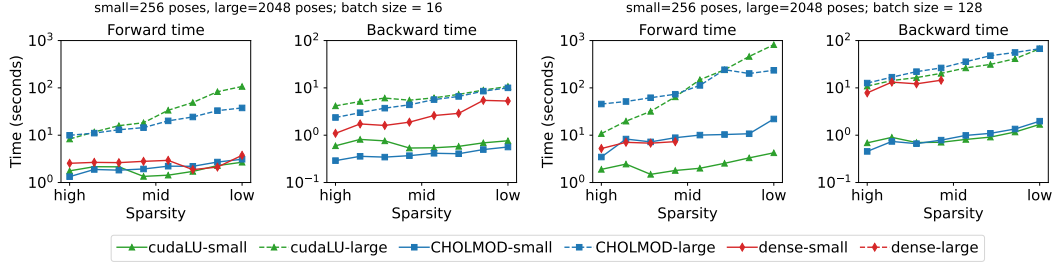 small=256 poses, large=2048 poses; batch size = 16
small=256 poses, large=2048 poses; batch size = 128
Forward time
Backward time
Forward time
Backward time
Time (seconds)
10³
10²
10¹
10⁰
high
mid
low
Sparsity
10²
10¹
10⁰
10⁻¹
high
mid
low
Sparsity
Time (seconds)
10³
10²
10¹
10⁰
high
mid
low
Sparsity
10²
10¹
10⁰
10⁻¹
high
mid
low
Sparsity
cudaLU-small
cudaLU-large
CHOLMOD-small
CHOLMOD-large
dense-small
dense-large